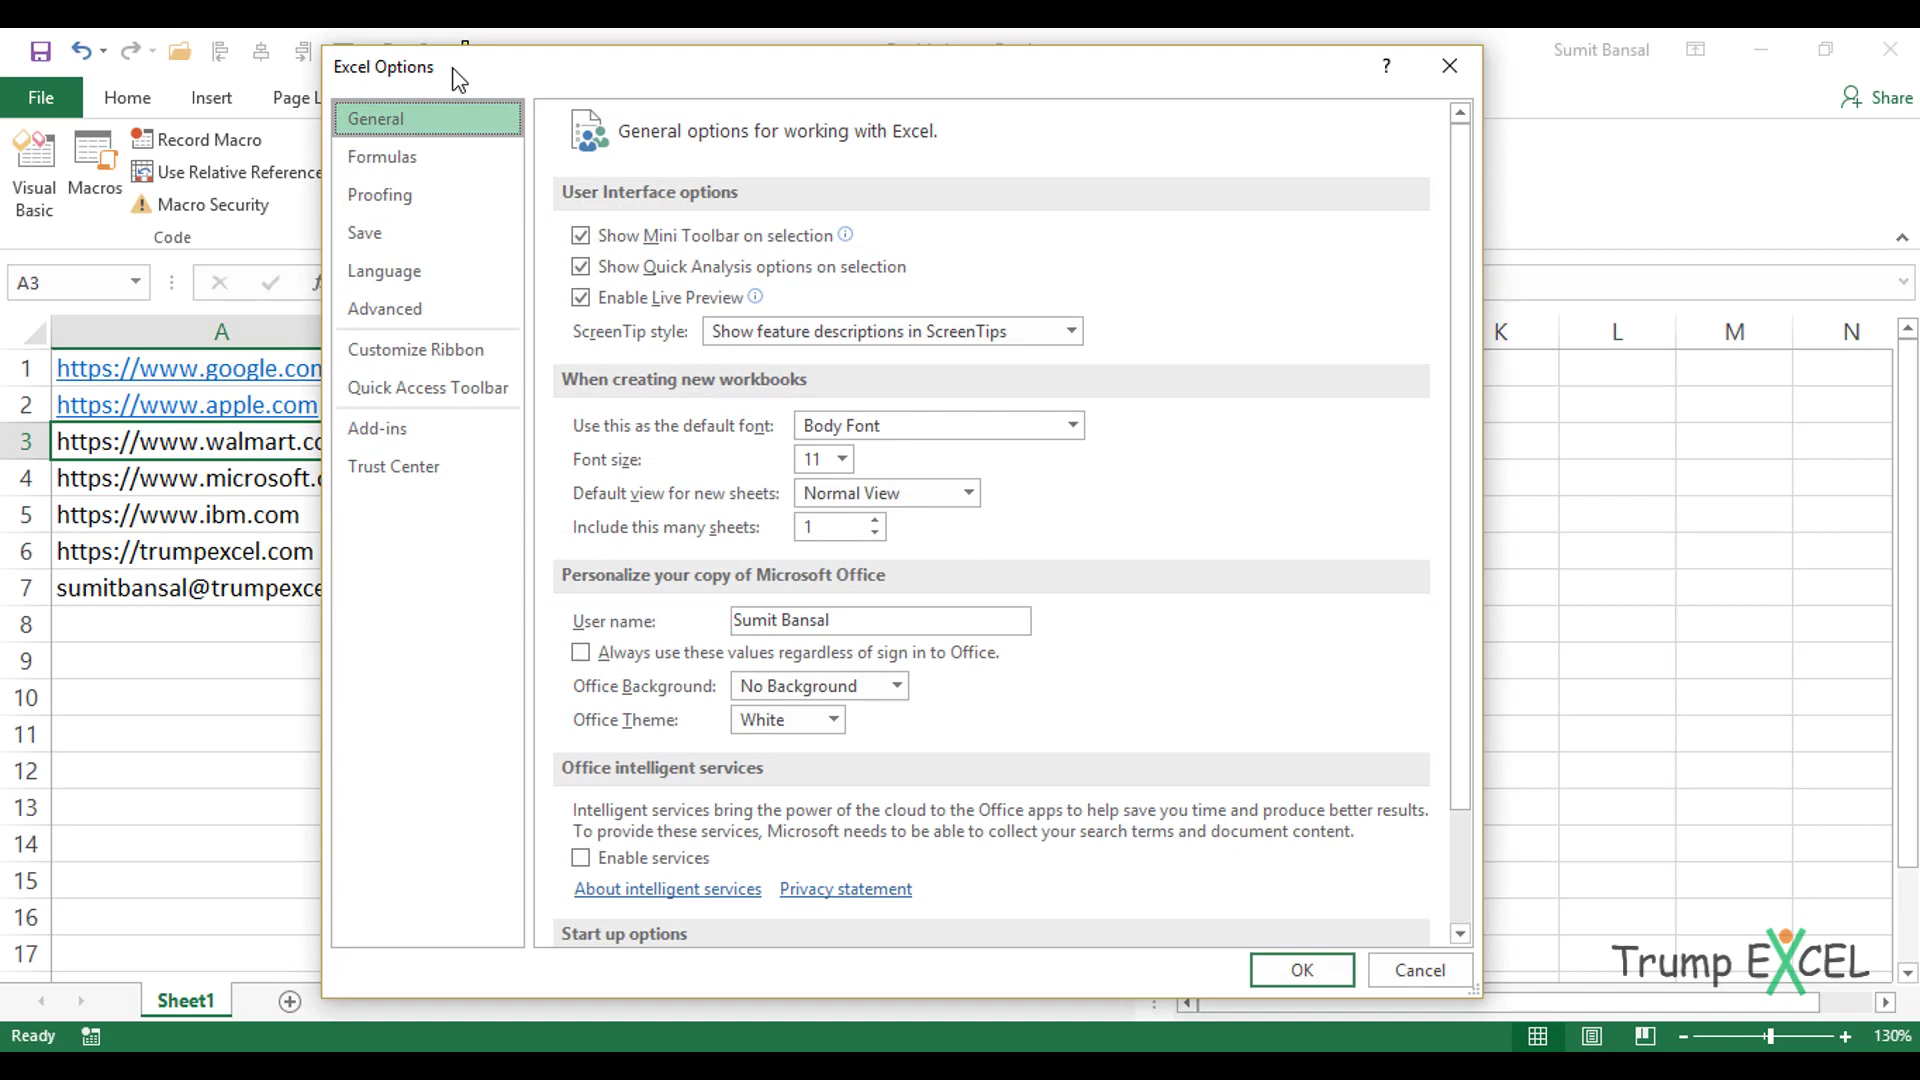 Sumit Bansal
Excel Options
?
File
Home
Insert
Page L
Share
Record Macro
Use Relative Reference
Macro Security
Visual
Basic
Macros
Code
A3
General
Formulas
Proofing
Save
Language
Advanced
Customize Ribbon
Quick Access Toolbar
Add-ins
Trust Center
General options for working with Excel.
User Interface options
Show Mini Toolbar on selection
Show Quick Analysis options on selection
Enable Live Preview
ScreenTip style: Show feature descriptions in ScreenTips
When creating new workbooks
Use this as the default font: Body Font
Font size: 11
Default view for new sheets: Normal View
Include this many sheets: 1
Personalize your copy of Microsoft Office
User name: Sumit Bansal
Always use these values regardless of sign in to Office.
Office Background: No Background
Office Theme: White
Office intelligent services
Intelligent services bring the power of the cloud to the Office apps to help save you time and produce better results.
To provide these services, Microsoft needs to be able to collect your search terms and document content.
Enable services
About intelligent services Privacy statement
Start up options
OK Cancel
A K L M N
1 https://www.google.com
2 https://www.apple.com
3 https://www.walmart.co
4 https://www.microsoft.c
5 https://www.ibm.com
6 https://trumpexcel.com
7 sumitbansal@trumpexce
8
9
10
11
12
13
14
15
16
17
Trump EXCEL
Sheet1
Ready
130%